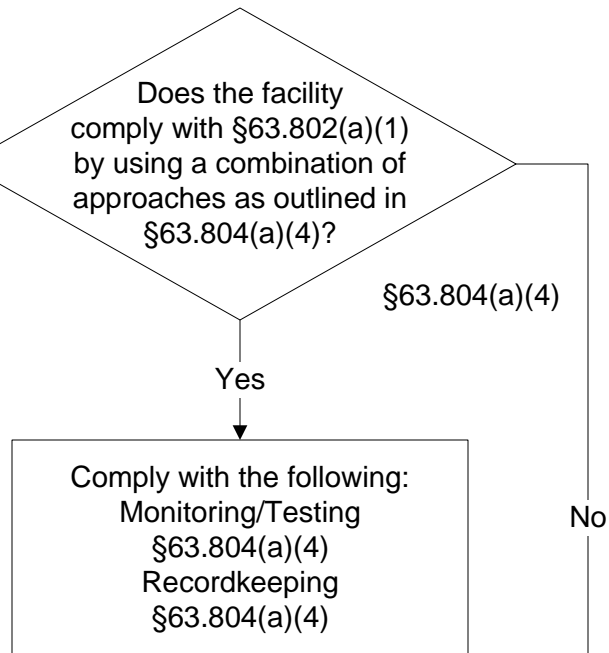 Does the facility
comply with §63.802(a)(1)
by using a combination of
approaches as outlined in
§63.804(a)(4)?
§63.804(a)(4)
Yes
Comply with the following:
Monitoring/Testing
§63.804(a)(4)
Recordkeeping
§63.804(a)(4)
No